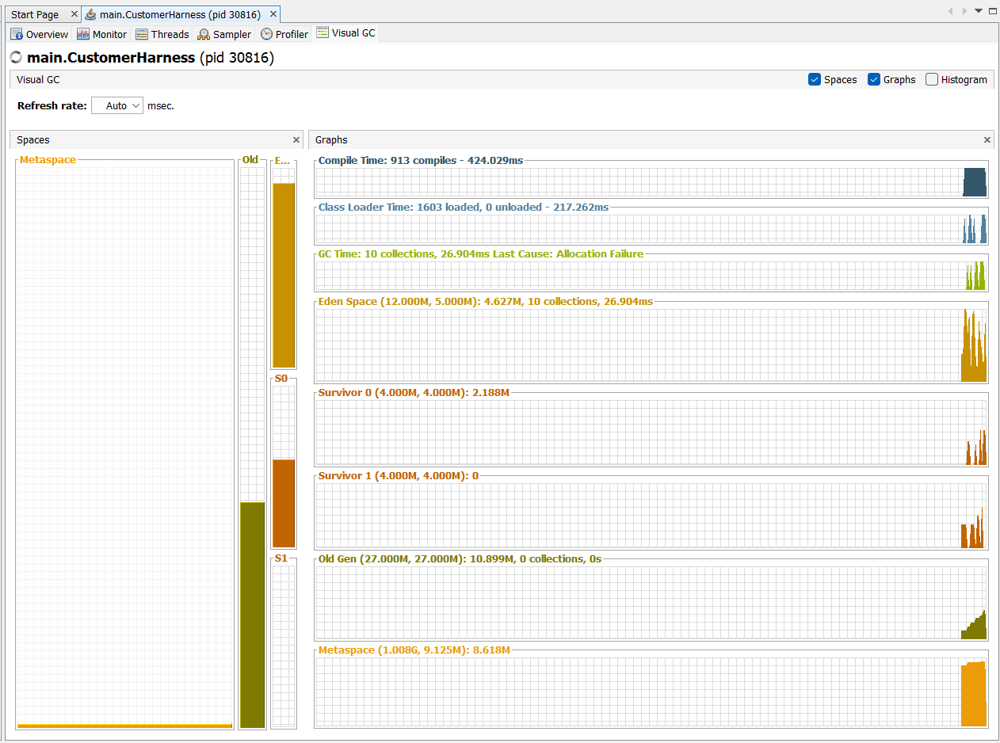 Start Page
main.CustomerHarness (pid 30816)
Overview Monitor Threads Sampler Profiler Visual GC
main.CustomerHarness (pid 30816)
Visual GC Spaces Graphs Histogram
Refresh rate: Auto msec.
Spaces
Metaspace
Old
E...
S0
S1
Graphs
Compile Time: 913 compiles - 424.029ms
Class Loader Time: 1603 loaded, 0 unloaded - 217.262ms
GC Time: 10 collections, 26.904ms Last Cause: Allocation Failure
Eden Space (12.000M, 5.000M): 4.627M, 10 collections, 26.904ms
Survivor 0 (4.000M, 4.000M): 2.188M
Survivor 1 (4.000M, 4.000M): 0
Old Gen (27.000M, 27.000M): 10.899M, 0 collections, 0s
Metaspace (1.008G, 9.125M): 8.618M